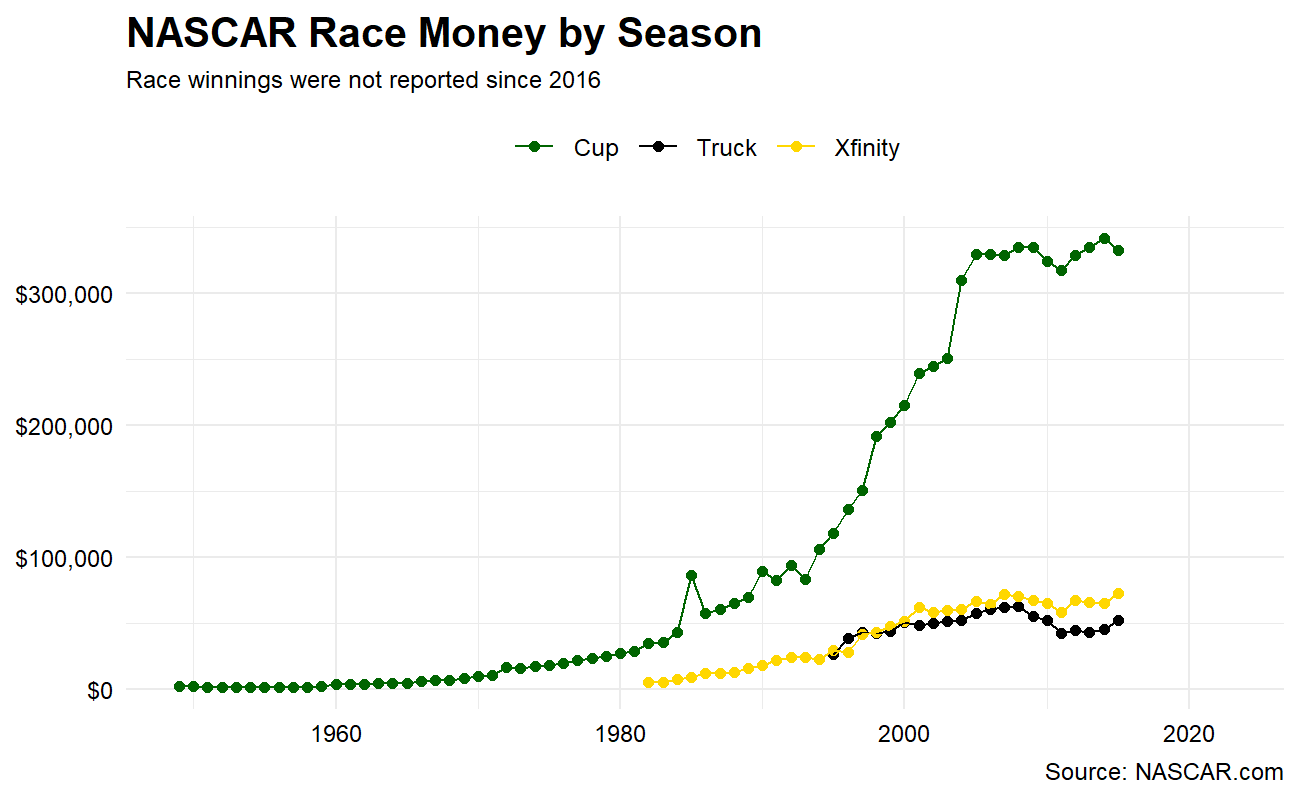 NASCAR Race Money by Season
Race winnings were not reported since 2016
Cup Truck Xfinity
$300,000
$200,000
$100,000
$0
1960 1980 2000 2020
Source: NASCAR.com